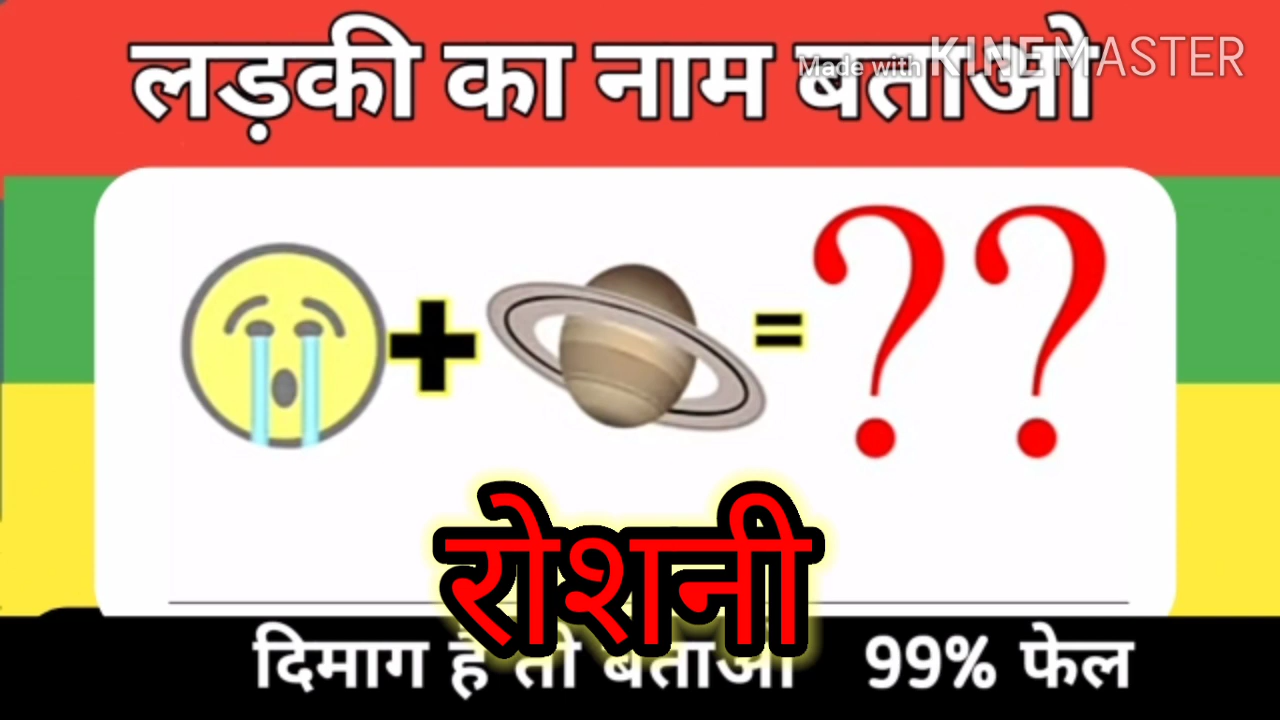 लड़की का नाम बताओ
Made with KINEMASTER
+ = ??
रोशनी
दिमाग है तो बताओ 99% फेल